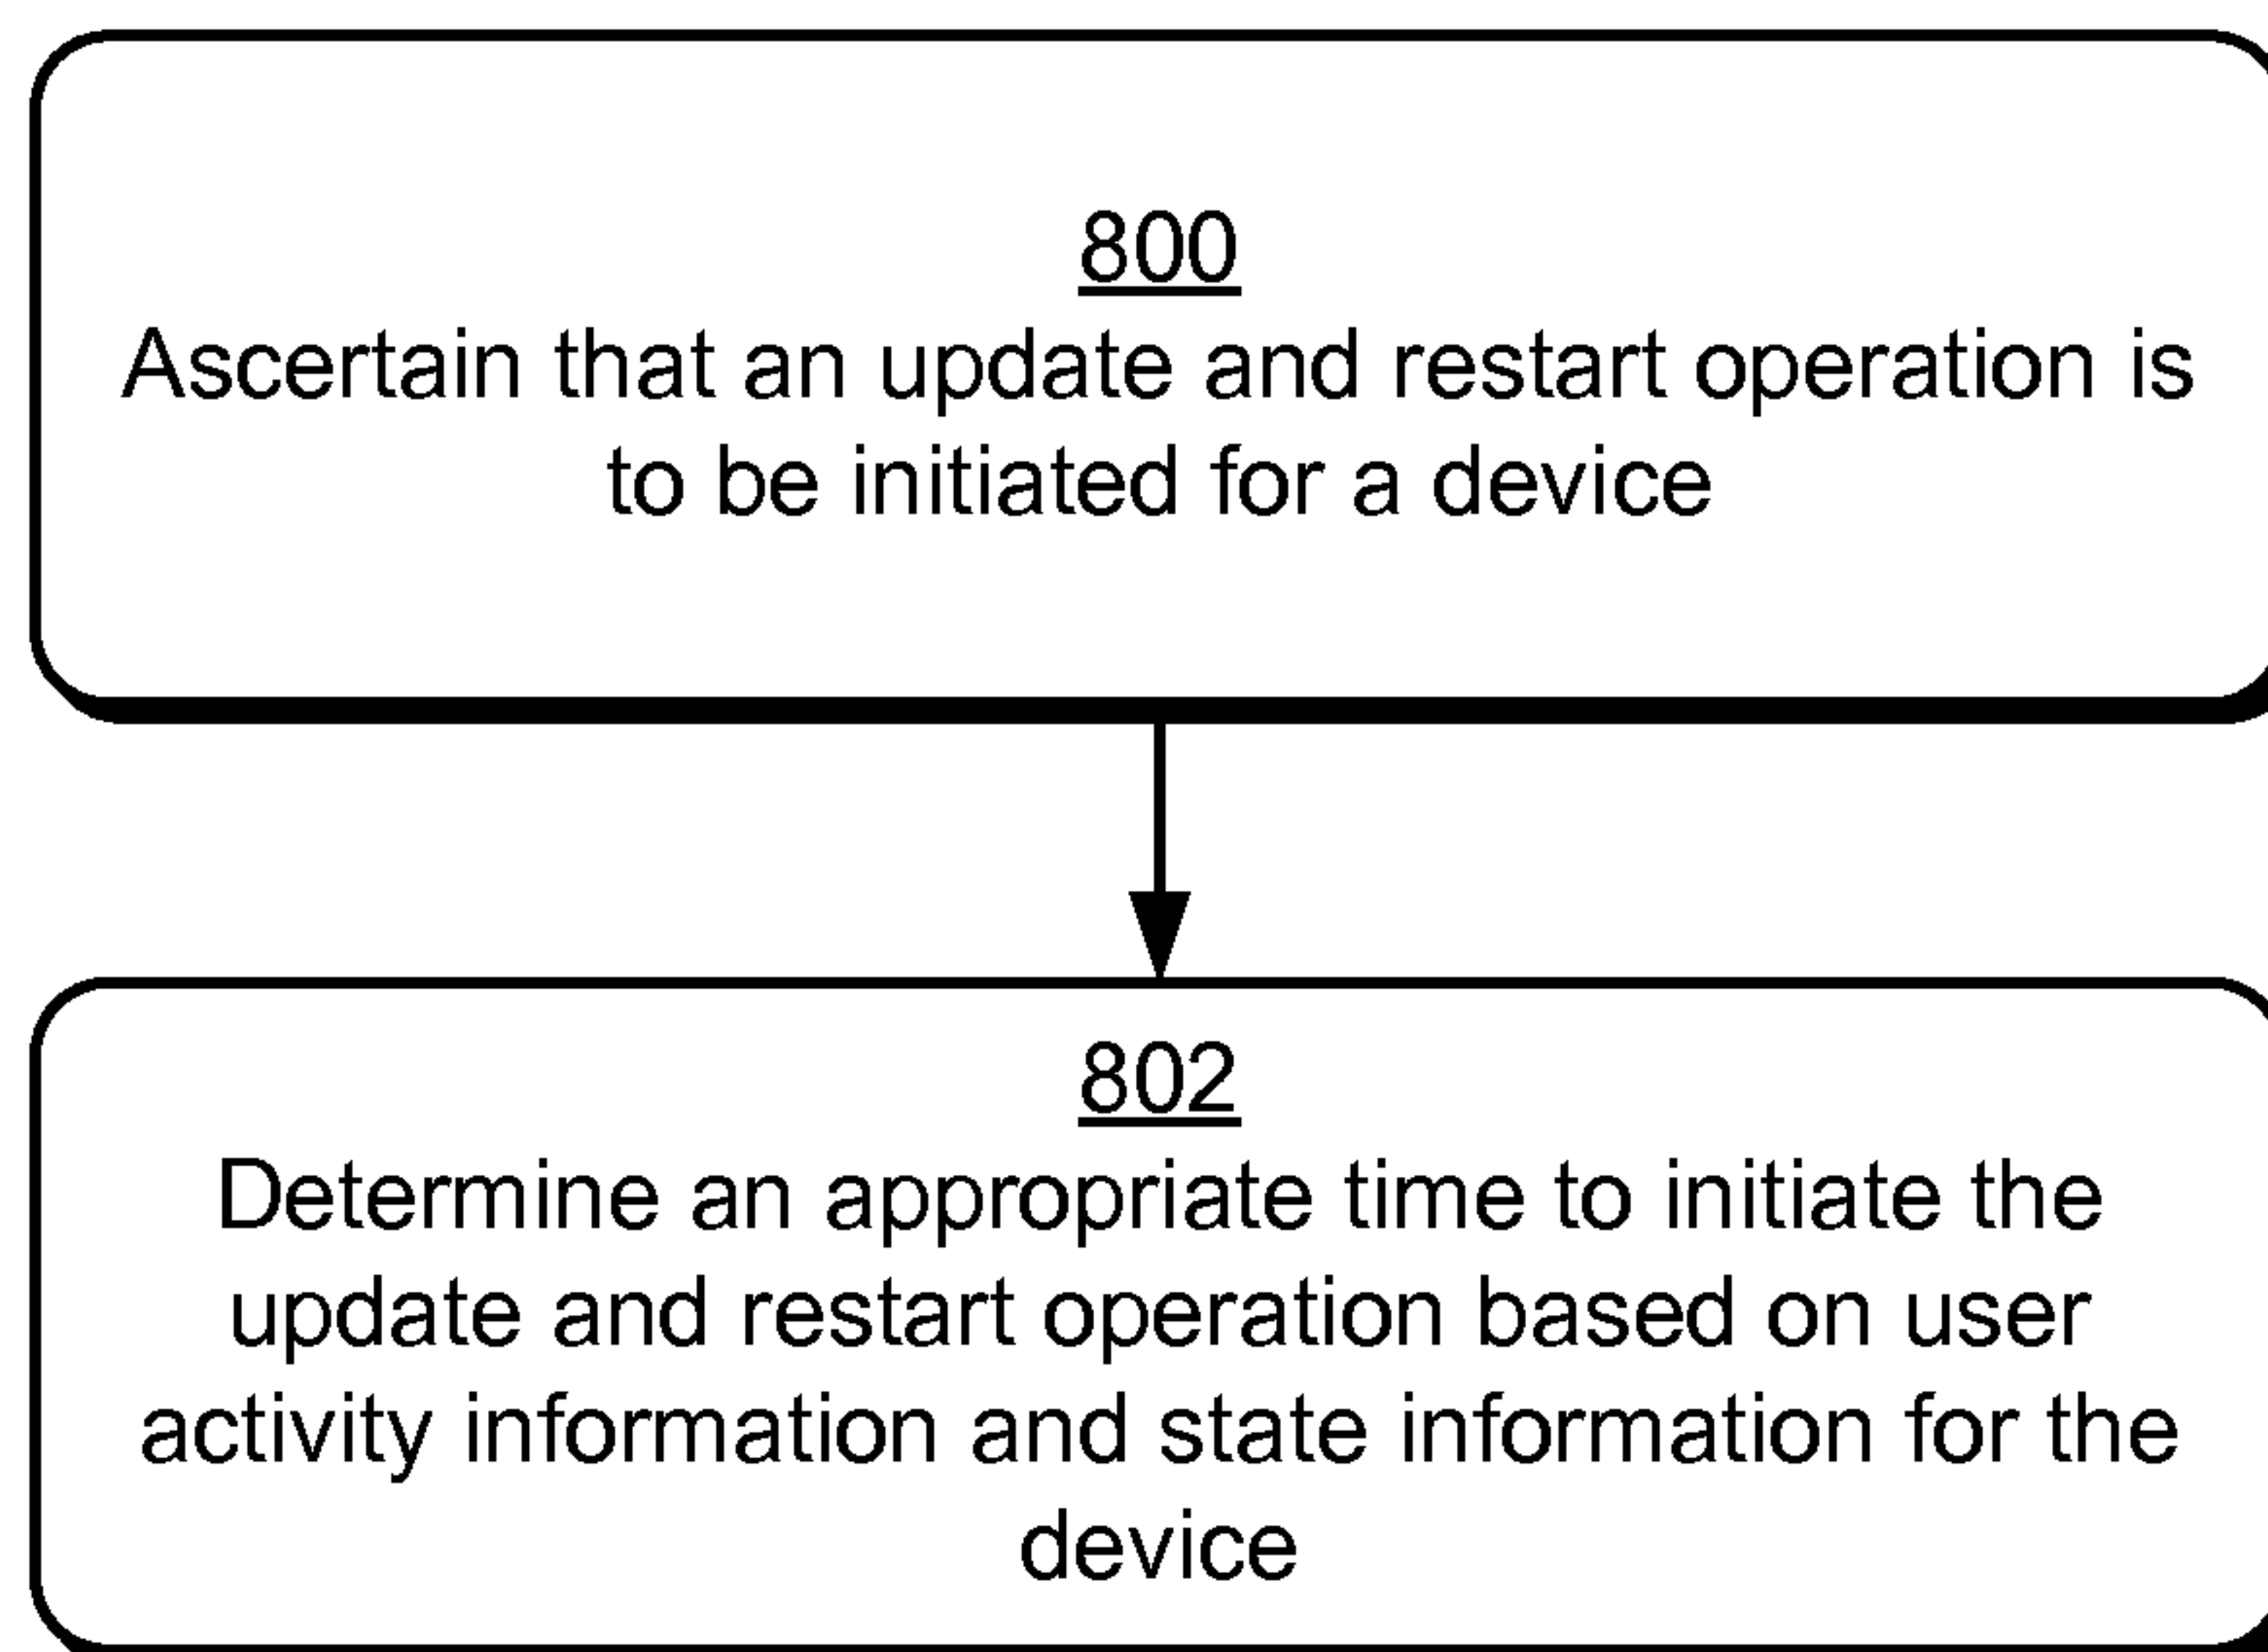 800
Ascertain that an update and restart operation is
to be initiated for a device
802
Determine an appropriate time to initiate the
update and restart operation based on user
activity information and state information for the
device